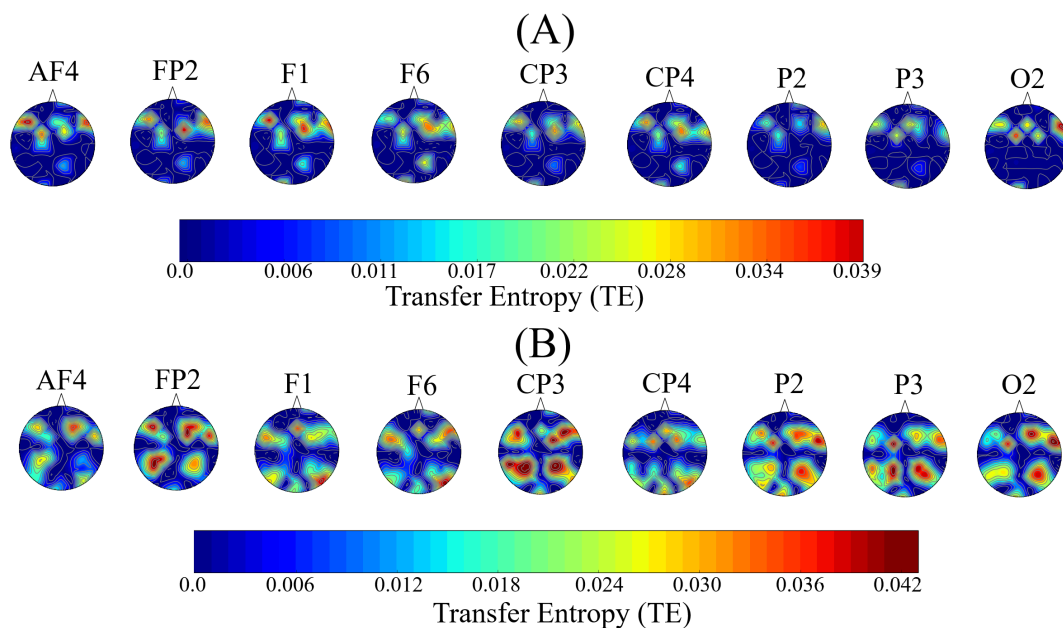 (A)
AF4 FP2 F1 F6 CP3 CP4 P2 P3 O2
0.0 0.006 0.011 0.017 0.022 0.028 0.034 0.039
Transfer Entropy (TE)
(B)
AF4 FP2 F1 F6 CP3 CP4 P2 P3 O2
0.0 0.006 0.012 0.018 0.024 0.030 0.036 0.042
Transfer Entropy (TE)